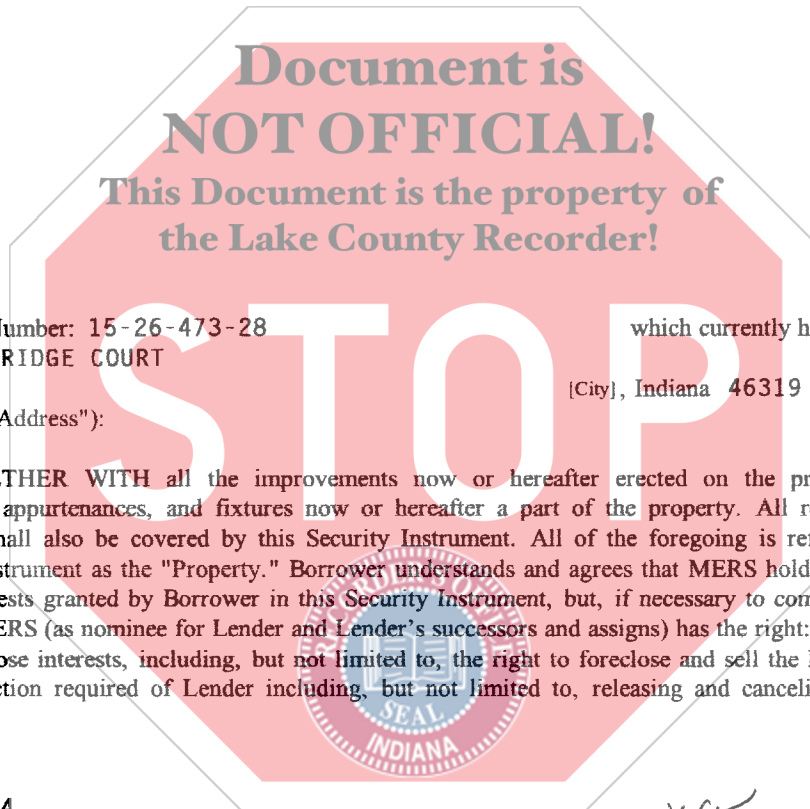 Document is
NOT OFFICIAL!
This Document is the property of
the Lake County Recorder!
STOP
Number: 15-26-473-28 which currently h
RIDGE COURT
[City], Indiana 46319
Address"):
THER WITH all the improvements now or hereafter erected on the pr
appurtenances, and fixtures now or hereafter a part of the property. All r
hall also be covered by this Security Instrument. All of the foregoing is ref
strument as the "Property." Borrower understands and agrees that MERS hold
ests granted by Borrower in this Security Instrument, but, if necessary to com
ERS (as nominee for Lender and Lender's successors and assigns) has the right:
ose interests, including, but not limited to, the right to foreclose and sell the
ction required of Lender including, but not limited to, releasing and canceli
SEAL
INDIANA